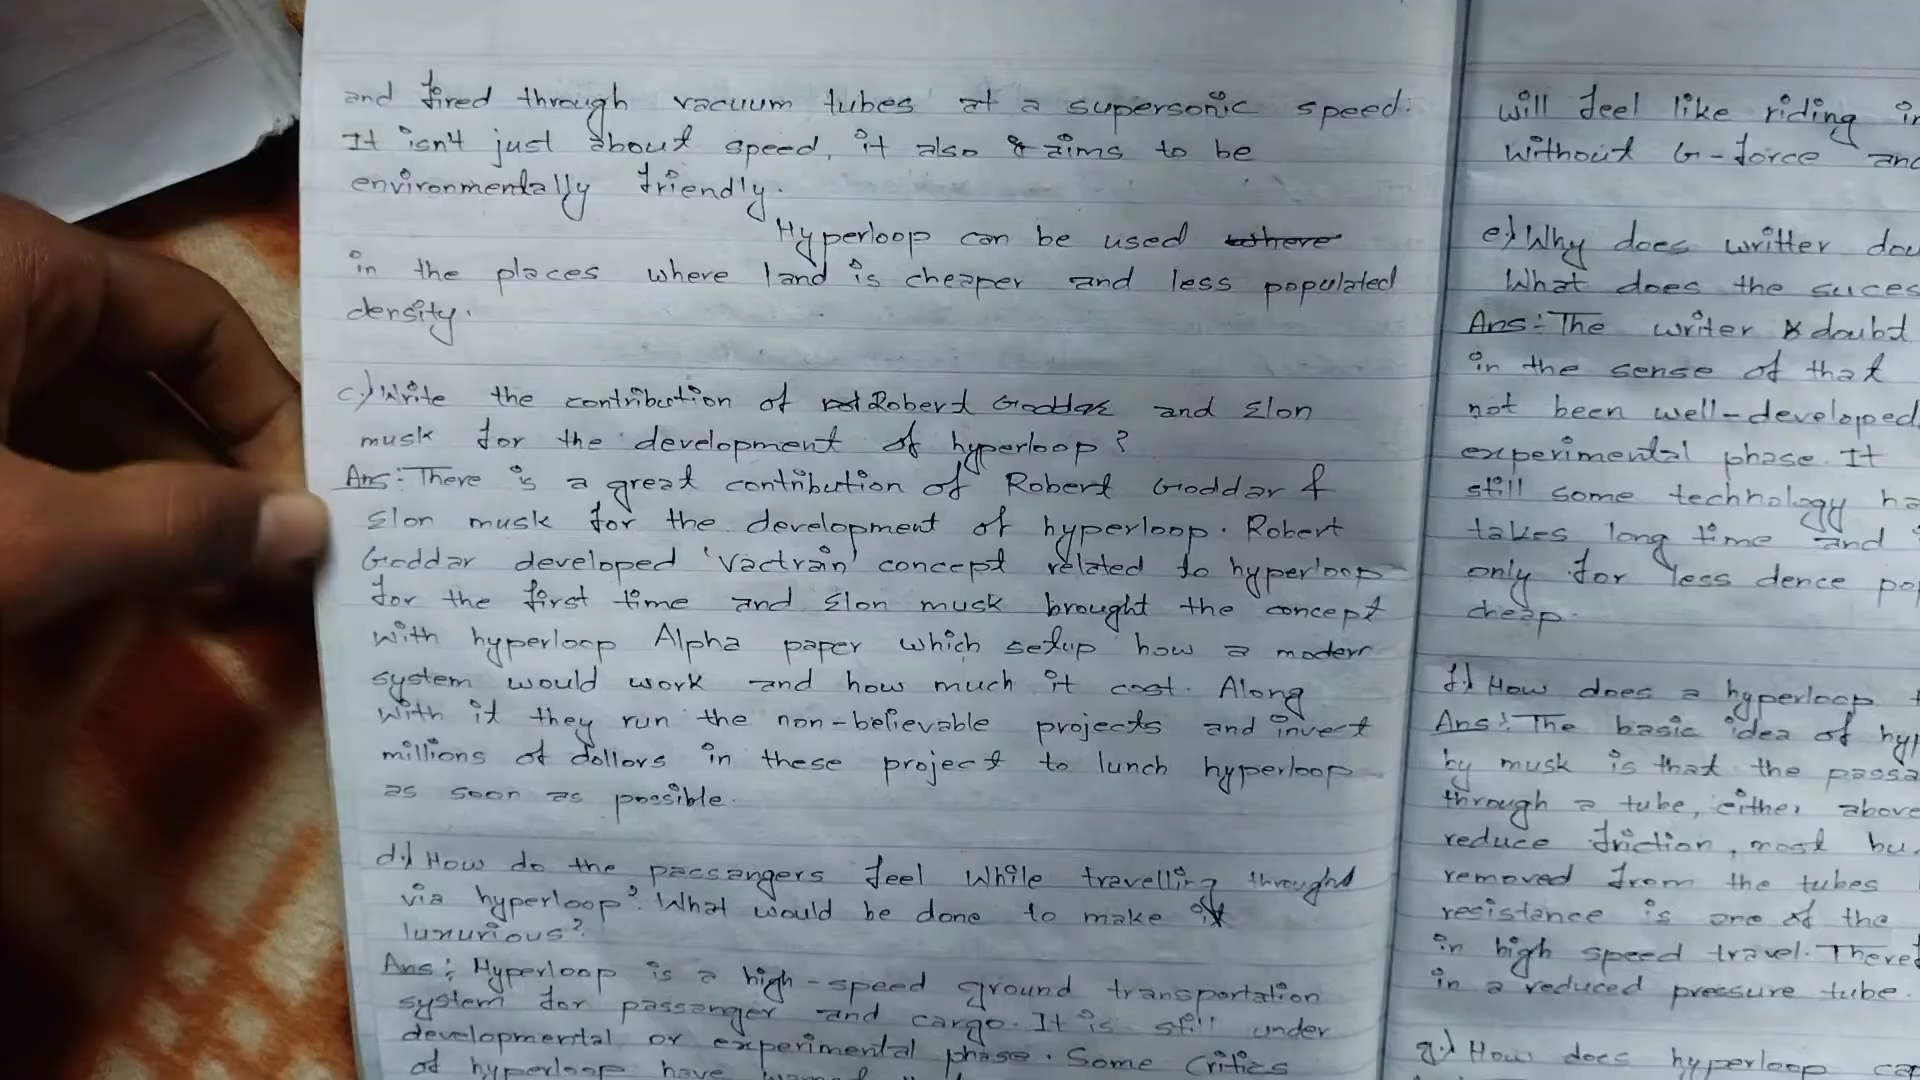 and fired through vacuum tubes at a supersonic speed.
It isn't just about speed, it also aims to be
environmentally friendly.
Hyperloop can be used where
in the places where land is cheaper and less populated
density.
c.) Write the contribution of Robert Goddar and Elon
musk for the development of hyperloop?
Ans: There is a great contribution of Robert Goddar &
Elon musk for the development of hyperloop. Robert
Goddar developed 'Vactrain' concept related to hyperloop
for the first time and Elon musk brought the concept
with hyperloop Alpha paper which setup how a modern
system would work and how much it cost. Along
with it they run the non-believable projects and invest
millions of dollors in these project to lunch hyperloop
as soon as possible.
d.) How do the passangers feel while travelling throught
via hyperloop? What would be done to make it
luxurious?
Ans: Hyperloop is a high-speed ground transportation
system for passanger and cargo. It is still under
developmental or experimental phase. Some critics
of hyperloop have
will feel like riding in
without G-force and
e.) Why does writter
What does the
Ans: The writer doubt
in the sense of that
not been well-developed,
experimental phase. It
still some technology
takes long time and
only for less dence
cheap.
f.) How does a hyperloop
Ans: The basic idea of
by musk is that the
through a tube, either above
reduce friction, most
removed from the tubes
resistance is one of the
in high speed travel.
in a reduced pressure tube.
g.) How does hyperloop